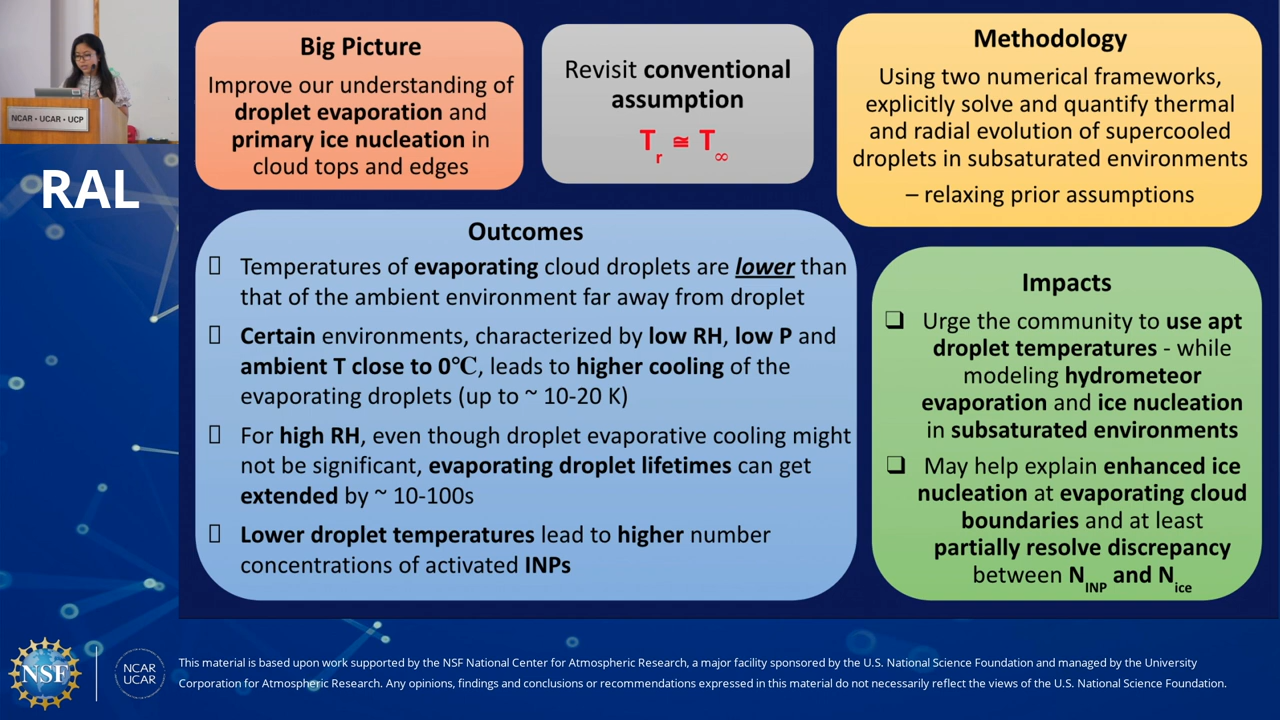 NCAR • UCAR • UCP
RAL
Big Picture
Improve our understanding of
droplet evaporation and
primary ice nucleation in
cloud tops and edges
Revisit conventional
assumption
Tr ≅ T∞
Methodology
Using two numerical frameworks,
explicitly solve and quantify thermal
and radial evolution of supercooled
droplets in subsaturated environments
– relaxing prior assumptions
Outcomes
Temperatures of evaporating cloud droplets are lower than
that of the ambient environment far away from droplet
Certain environments, characterized by low RH, low P and
ambient T close to 0℃, leads to higher cooling of the
evaporating droplets (up to ~ 10-20 K)
For high RH, even though droplet evaporative cooling might
not be significant, evaporating droplet lifetimes can get
extended by ~ 10-100s
Lower droplet temperatures lead to higher number
concentrations of activated INPs
Impacts
❑ Urge the community to use apt
droplet temperatures - while
modeling hydrometeor
evaporation and ice nucleation
in subsaturated environments
❑ May help explain enhanced ice
nucleation at evaporating cloud
boundaries and at least
partially resolve discrepancy
between NINP and Nice
NSF
NCAR
UCAR
This material is based upon work supported by the NSF National Center for Atmospheric Research, a major facility sponsored by the U.S. National Science Foundation and managed by the University
Corporation for Atmospheric Research. Any opinions, findings and conclusions or recommendations expressed in this material do not necessarily reflect the views of the U.S. National Science Foundation.